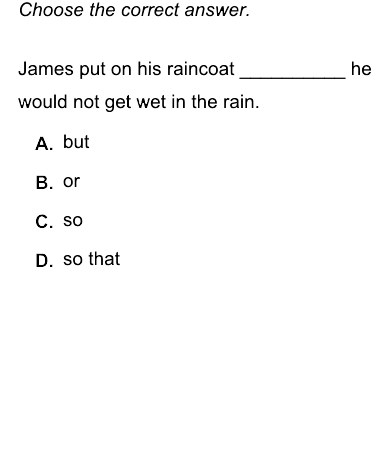 Choose the correct answer.
James put on his raincoat __________ he
would not get wet in the rain.
A. but
B. or
C. so
D. so that